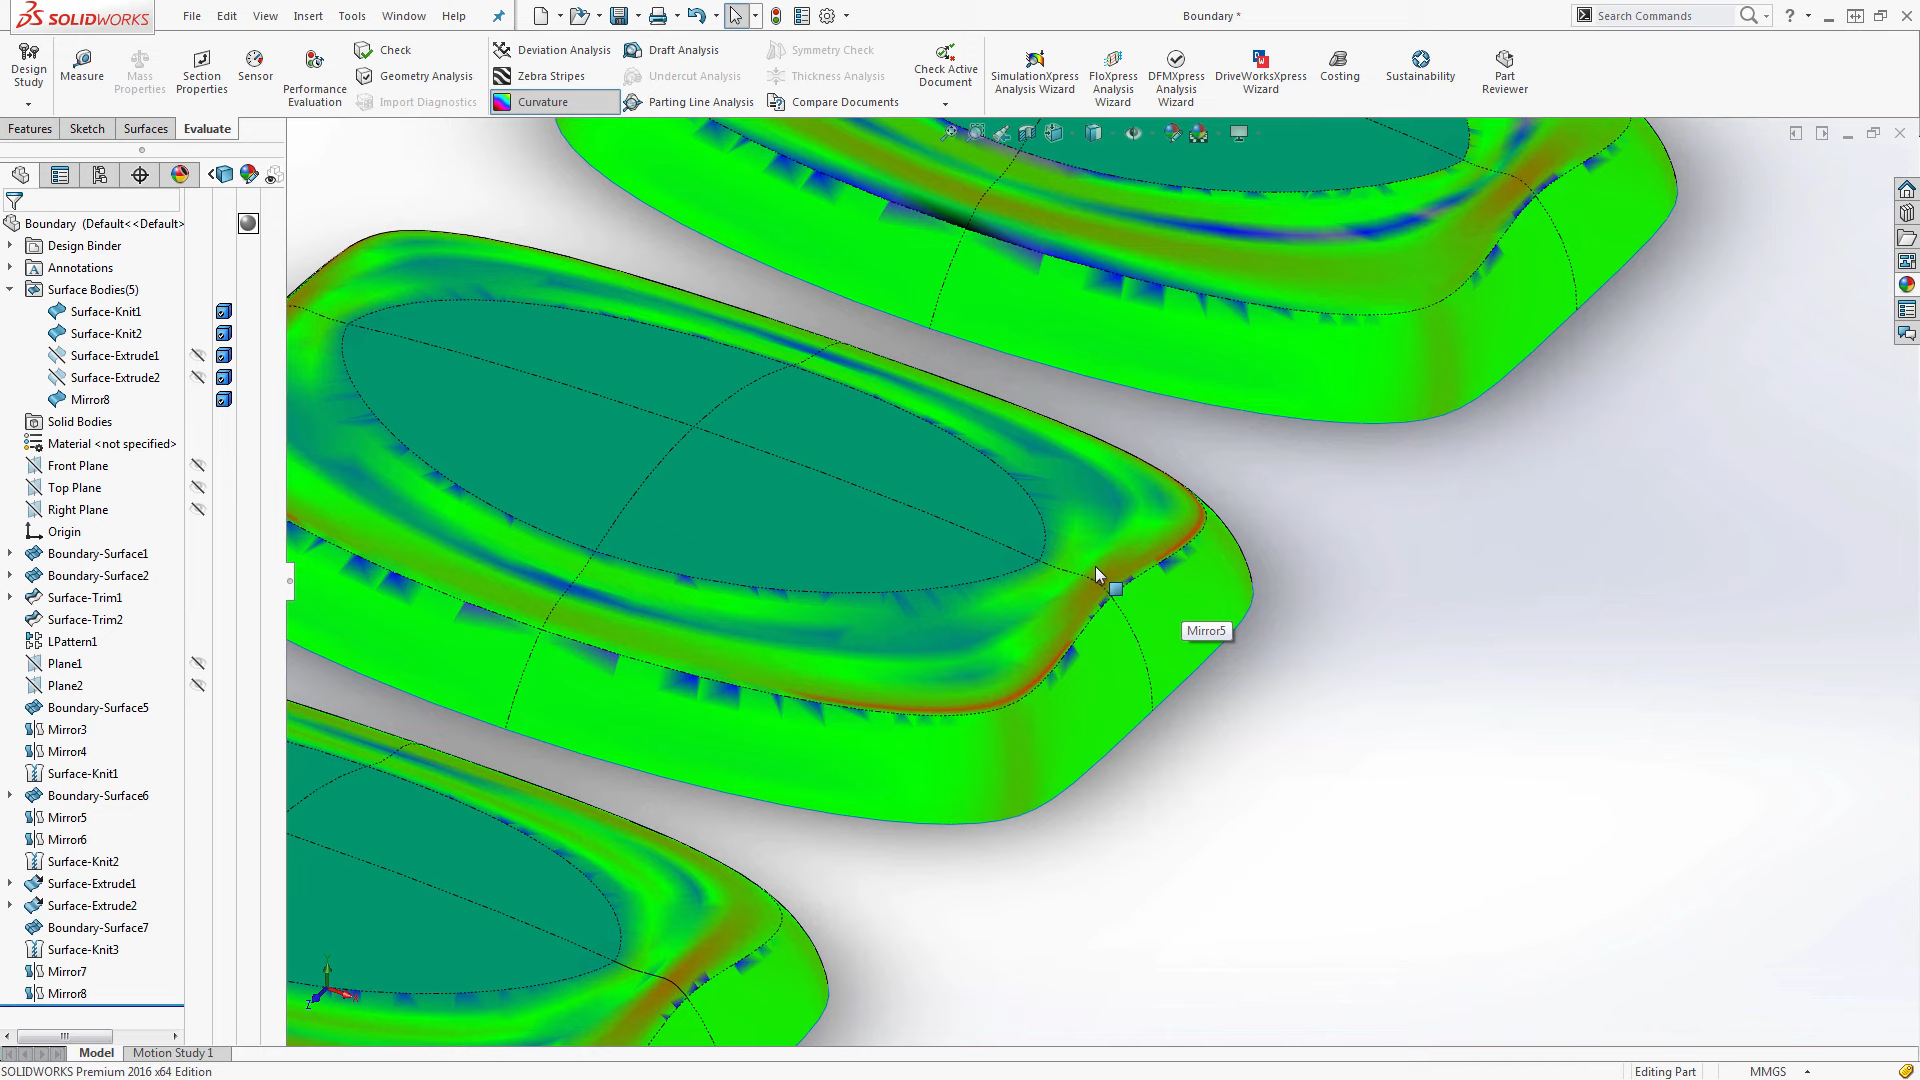 SOLIDWORKS
File Edit View Insert Tools Window Help
Boundary *
Search Commands
Design Study
Measure
Mass Properties
Section Properties
Sensor
Performance Evaluation
Check
Geometry Analysis
Import Diagnostics
Deviation Analysis
Zebra Stripes
Curvature
Draft Analysis
Undercut Analysis
Parting Line Analysis
Symmetry Check
Thickness Analysis
Compare Documents
Check Active Document
SimulationXpress Analysis Wizard
FloXpress Analysis Wizard
DFMXpress Analysis Wizard
DriveWorksXpress Wizard
Costing
Sustainability
Part Reviewer
Features Sketch Surfaces Evaluate
Boundary (Default<<Default>
Design Binder
Annotations
Surface Bodies(5)
Surface-Knit1
Surface-Knit2
Surface-Extrude1
Surface-Extrude2
Mirror8
Solid Bodies
Material <not specified>
Front Plane
Top Plane
Right Plane
Origin
Boundary-Surface1
Boundary-Surface2
Surface-Trim1
Surface-Trim2
LPattern1
Plane1
Plane2
Boundary-Surface5
Mirror3
Mirror4
Surface-Knit1
Boundary-Surface6
Mirror5
Mirror6
Surface-Knit2
Surface-Extrude1
Surface-Extrude2
Boundary-Surface7
Surface-Knit3
Mirror7
Mirror8
Mirror5
Model Motion Study 1
SOLIDWORKS Premium 2016 x64 Edition
Editing Part
MMGS